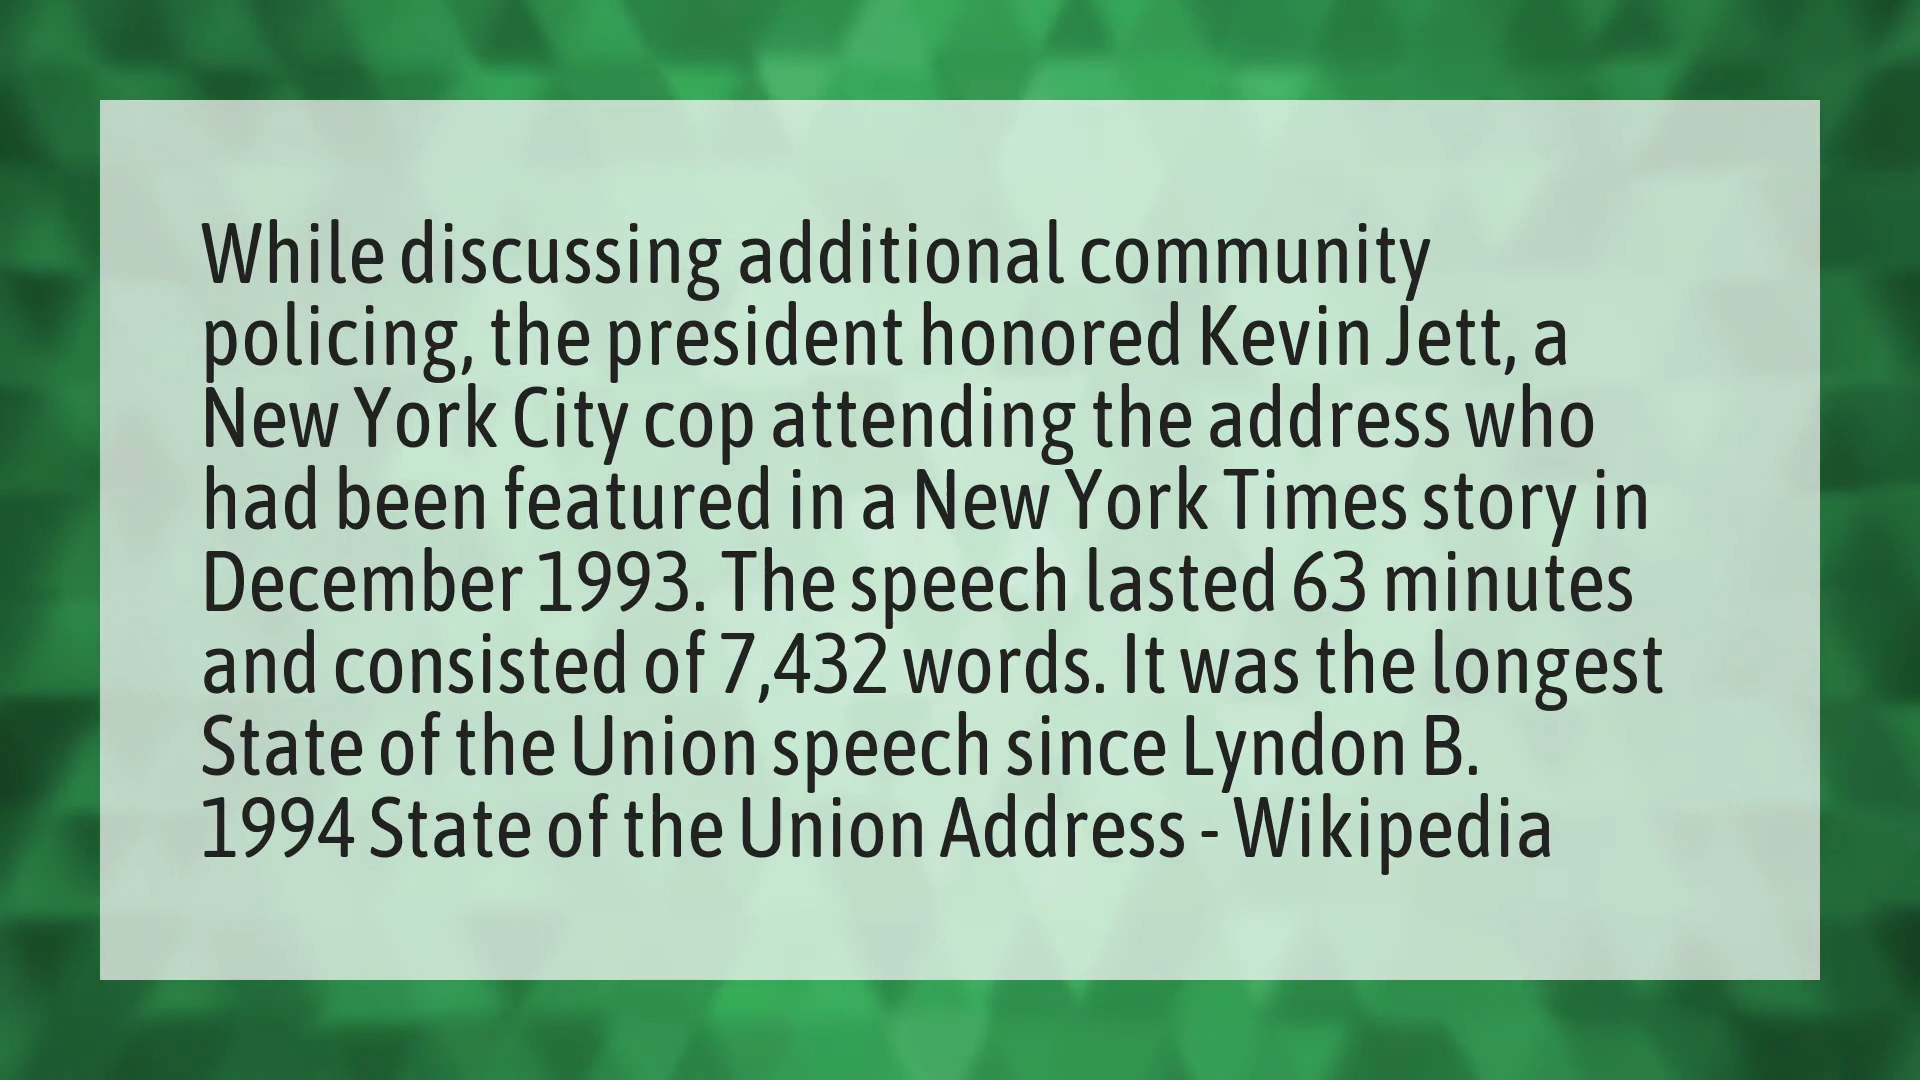 While discussing additional community
policing, the president honored Kevin Jett, a
New York City cop attending the address who
had been featured in a New York Times story in
December 1993. The speech lasted 63 minutes
and consisted of 7,432 words. It was the longest
State of the Union speech since Lyndon B.
1994 State of the Union Address - Wikipedia